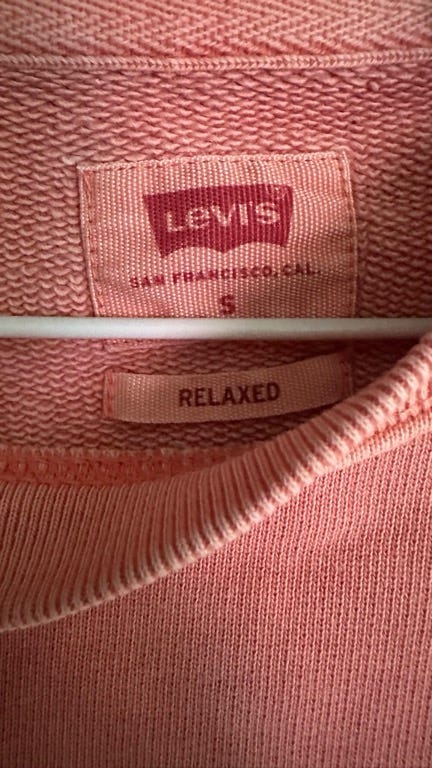 LEVI'S
SAN FRANCISCO, CAL.
S
RELAXED